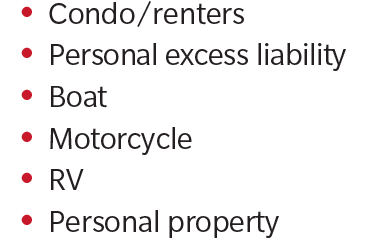 • Condo/renters
• Personal excess liability
• Boat
• Motorcycle
• RV
• Personal property